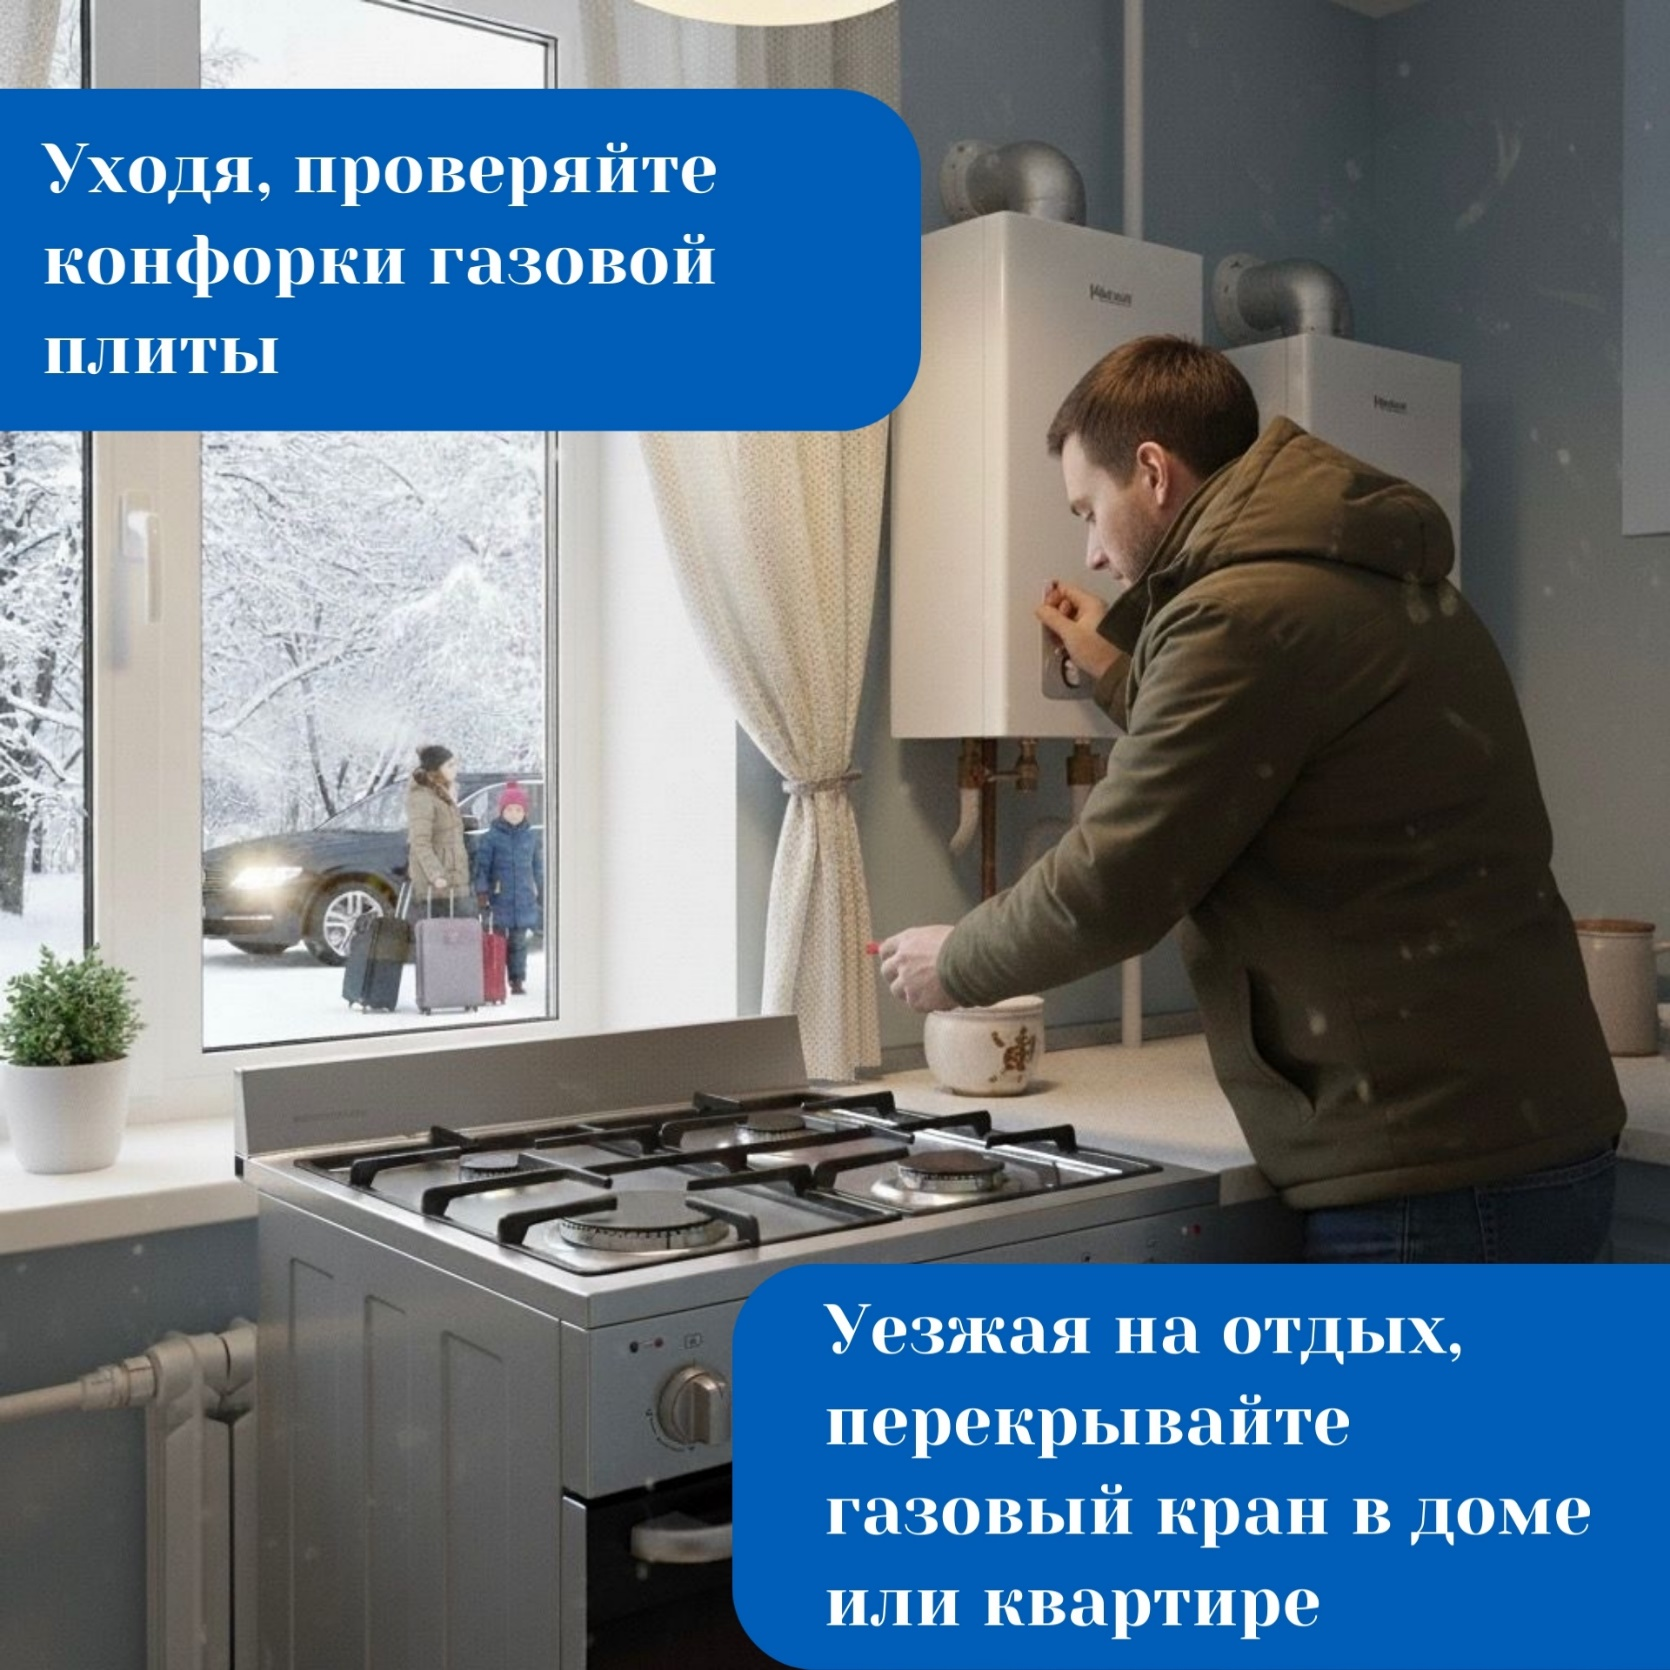 Уходя, проверяйте
конфорки газовой
плиты
Уезжая на отдых,
перекрывайте
газовый кран в доме
или квартире